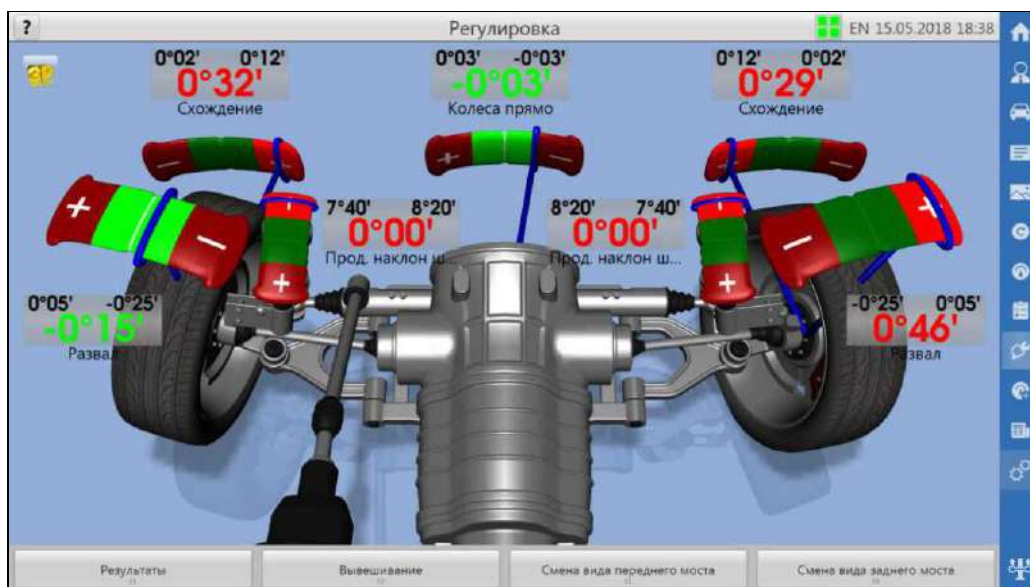 ? Регулировка EN 15.05.2018 18:38
3D
0°02' 0°12' 0°03' -0°03' 0°12' 0°02'
0°32' -0°03' 0°29'
Схождение Колеса прямо Схождение
7°40' 8°20' 8°20' 7°40'
0°00' 0°00'
Прод. наклон ш... Прод. наклон ш...
0°05' -0°25' -0°25' 0°05'
-0°15' 0°46'
Развал Развал
Результаты Вывешивание Смена вида переднего моста Смена вида заднего моста